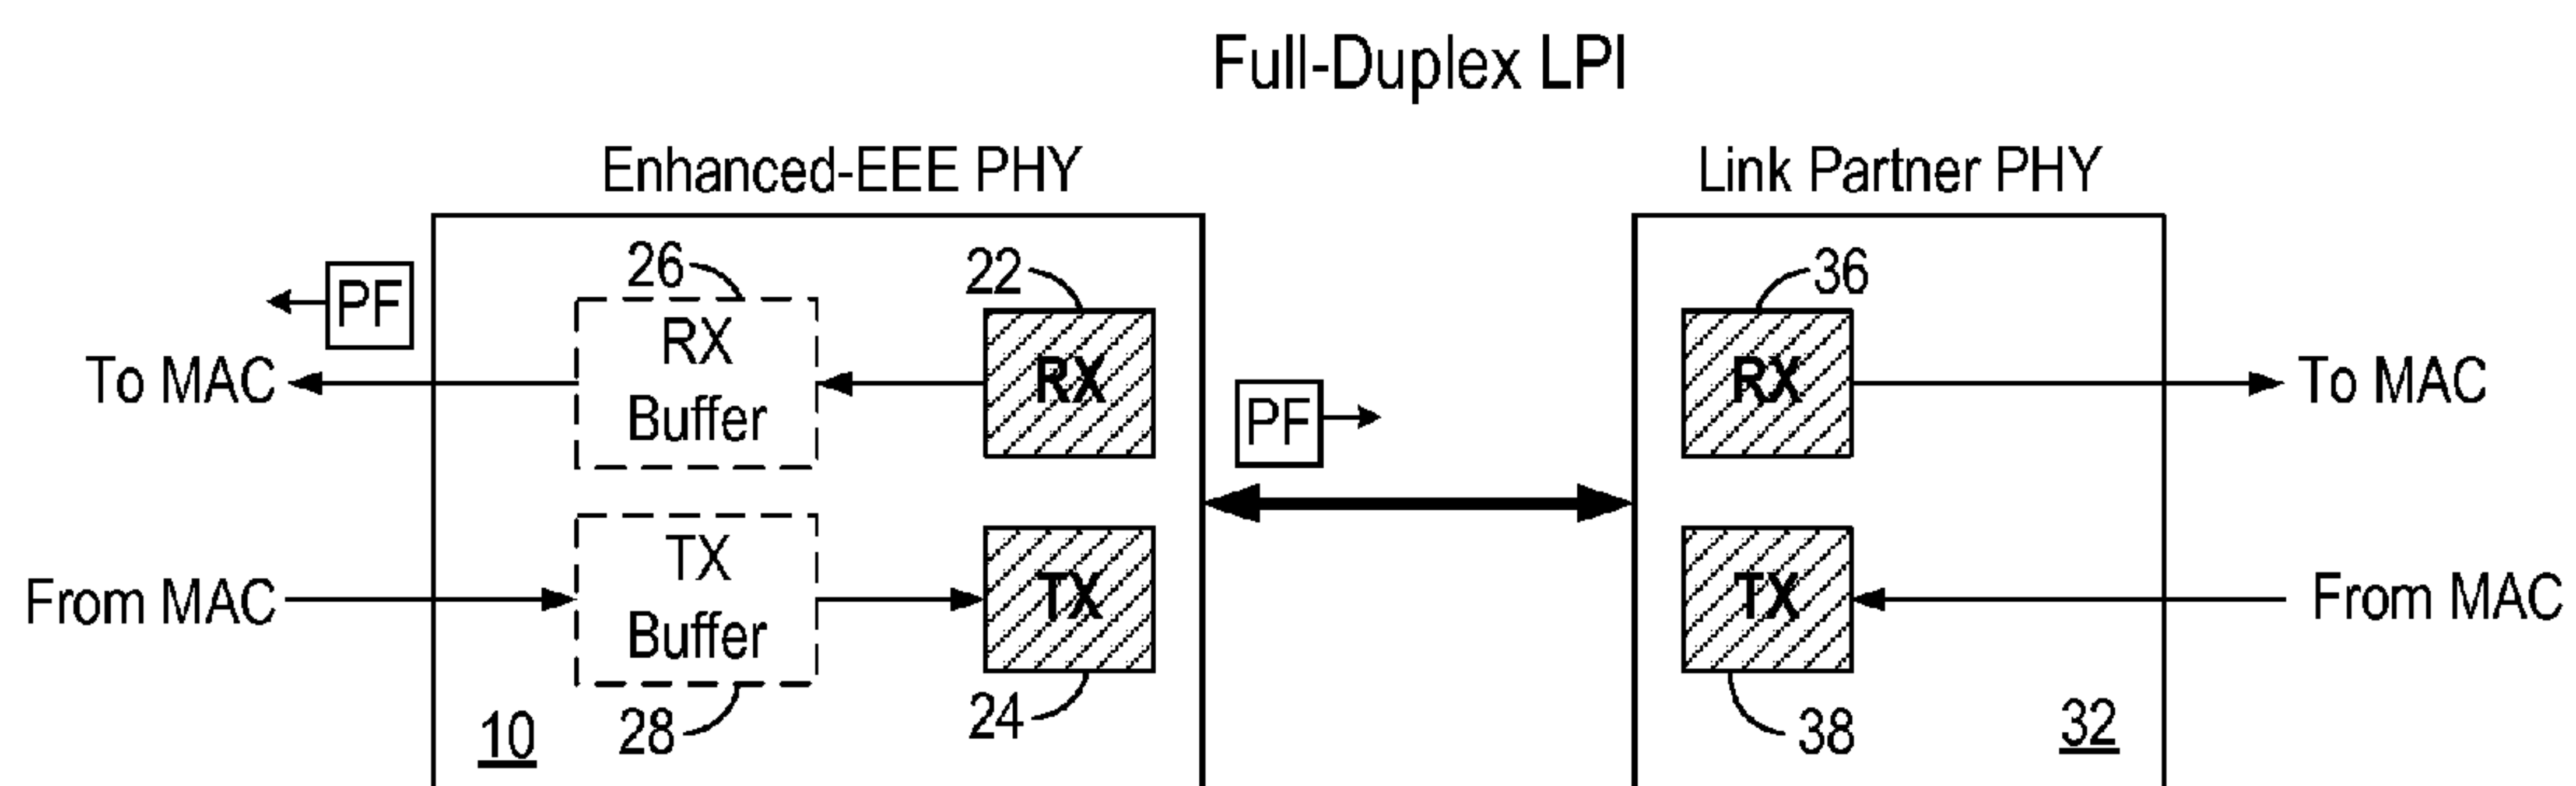 Full-Duplex LPI
Enhanced-EEE PHY
Link Partner PHY
26
22
36
PF
RX
Buffer
RX
PF
RX
To MAC
To MAC
TX
Buffer
TX
TX
From MAC
From MAC
10
28
24
38
32